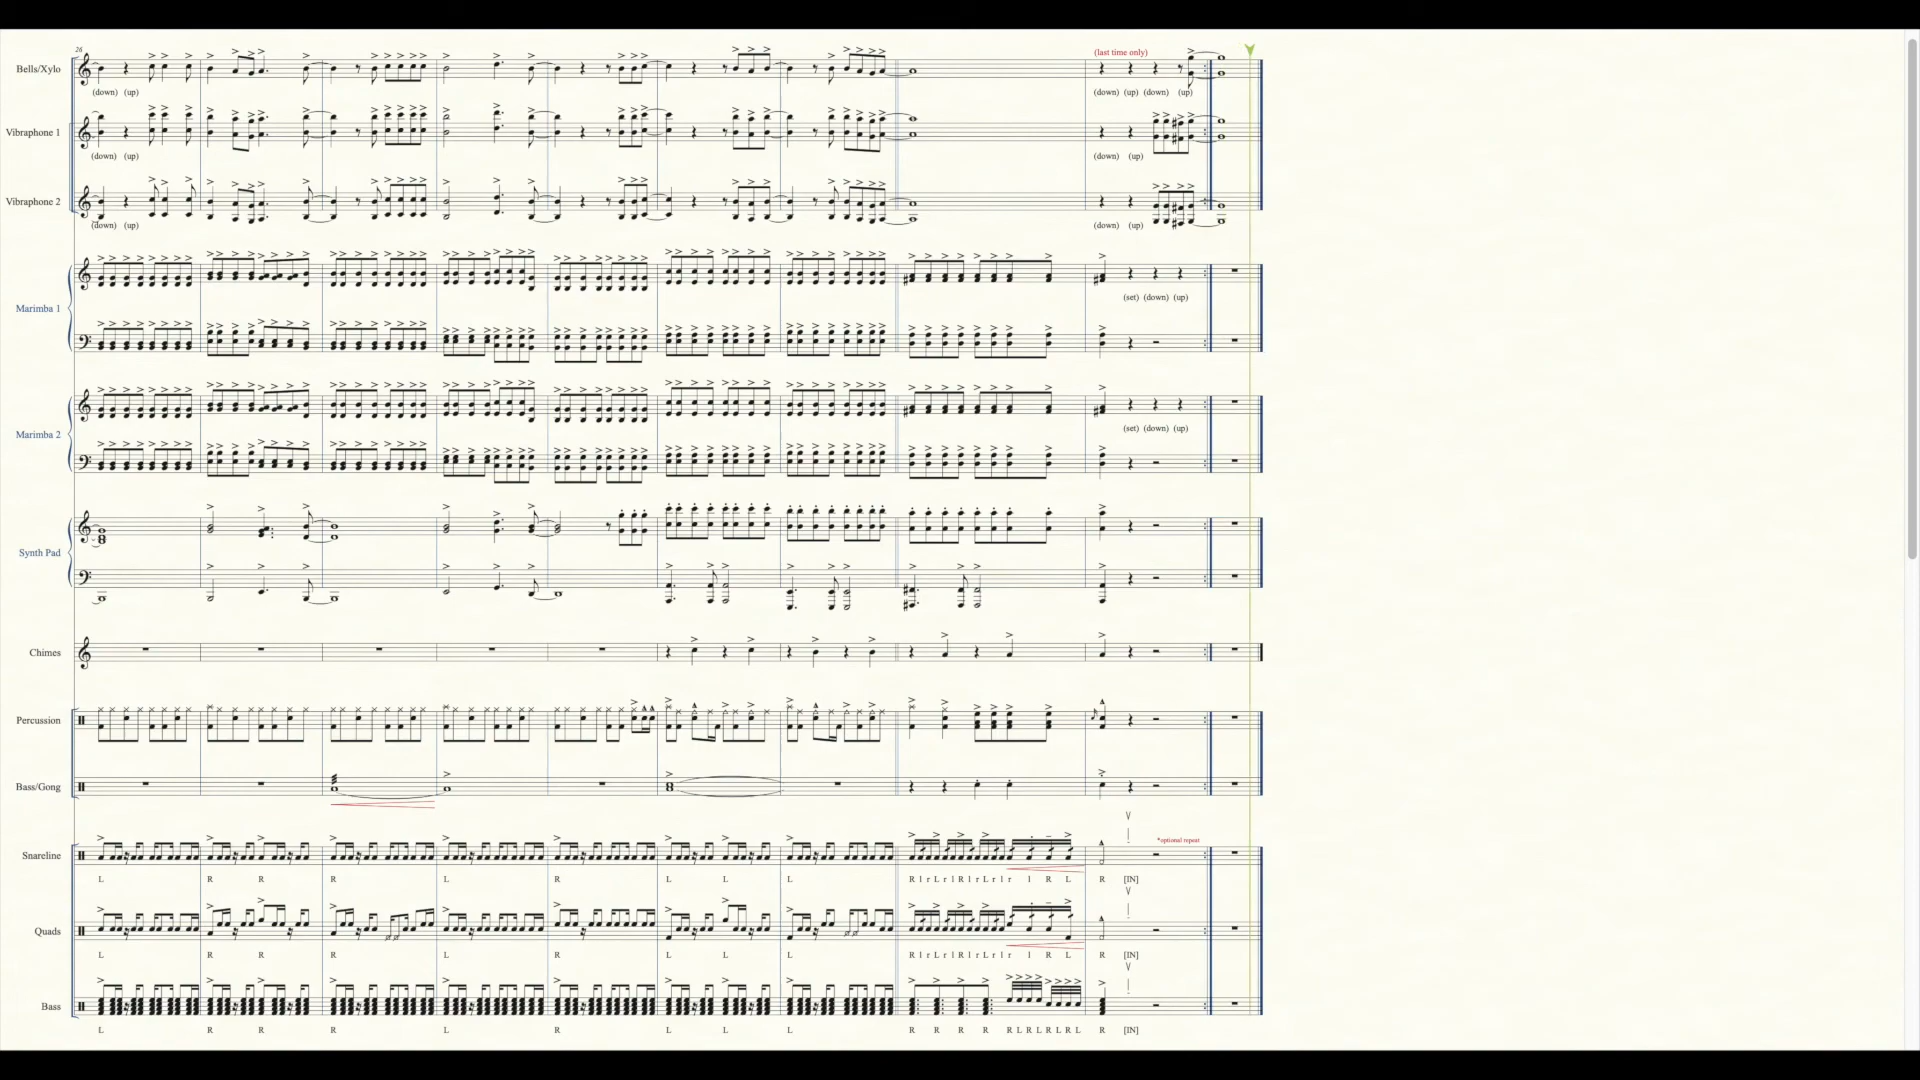 26
(last time only)
Bells/Xylo
(down) (up) (down) (up) (down) (up)
Vibraphone 1
(down) (up) (down) (up)
Vibraphone 2
(down) (up) (down) (up)
(set) (down) (up)
Marimba 1
(set) (down) (up)
Marimba 2
Synth Pad
Chimes
Percussion
Bass/Gong
*optional repeat
Snareline
L R R R L R L L L R l r L r l R l r L r l r l R L R [IN]
Quads
L R R R L R L L L R l r L r l R l r L r l r l R L R [IN]
Bass
L R R R L R L L L R R R R R L R L R L R L R [IN]